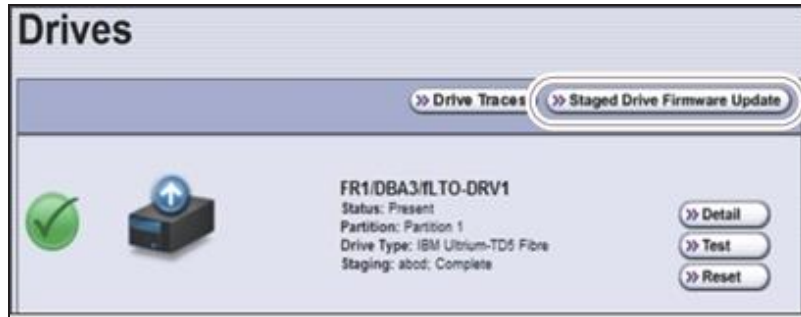 Drives
Drive Traces
Staged Drive Firmware Update
FR1/DBA3/fLTO-DRV1
Status: Present
Partition: Partition 1
Drive Type: IBM Ultrium-TD5 Fibre
Staging: abcd; Complete
Detail
Test
Reset